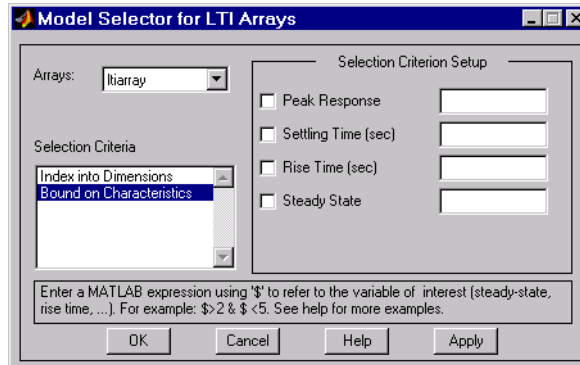 Model Selector for LTI Arrays
Arrays:
ltiarray
Selection Criteria
Index into Dimensions
Bound on Characteristics
Selection Criterion Setup
Peak Response
Settling Time (sec)
Rise Time (sec)
Steady State
Enter a MATLAB expression using '$' to refer to the variable of interest (steady-state,
rise time, ...). For example: $>2 & $ <5. See help for more examples.
OK
Cancel
Help
Apply